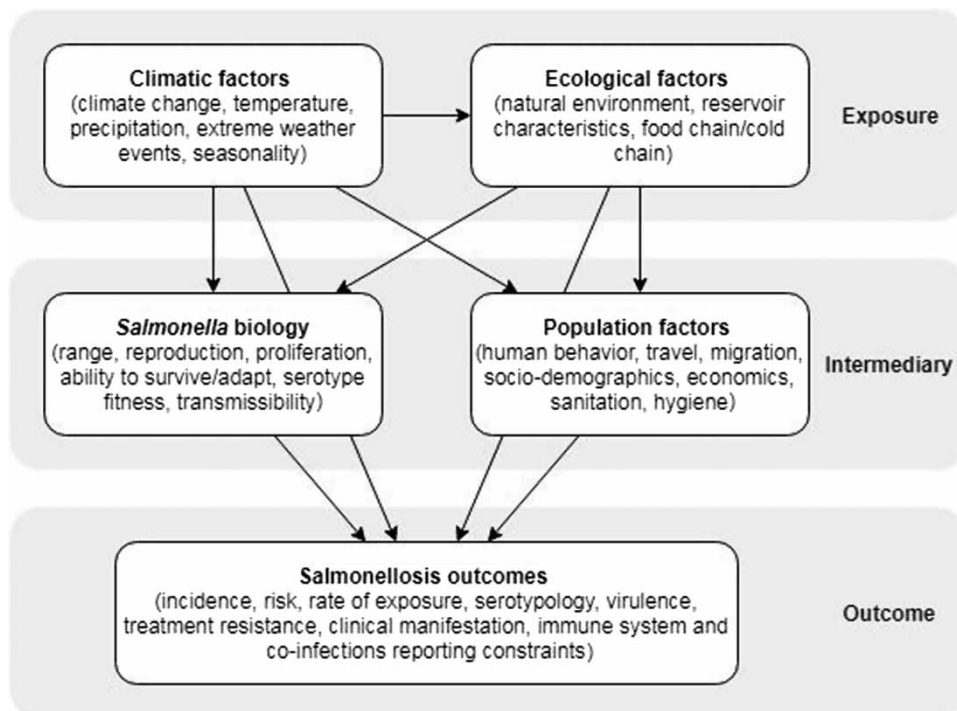 Climatic factors
(climate change, temperature,
precipitation, extreme weather
events, seasonality)
Ecological factors
(natural environment, reservoir
characteristics, food chain/cold
chain)
Exposure
Salmonella biology
(range, reproduction, proliferation,
ability to survive/adapt, serotype
fitness, transmissibility)
Population factors
(human behavior, travel, migration,
socio-demographics, economics,
sanitation, hygiene)
Intermediary
Salmonellosis outcomes
(incidence, risk, rate of exposure, serotypology, virulence,
treatment resistance, clinical manifestation, immune system and
co-infections reporting constraints)
Outcome